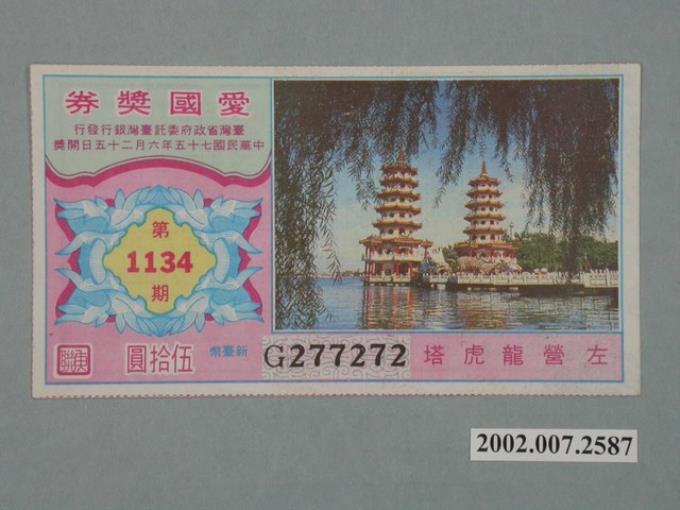 愛國獎券
臺灣省政府委託臺灣銀行發行
中華民國七十五年六月二十五日開獎
第
1134
期
聯東
新臺幣
伍拾圓
G277272
左營龍虎塔
2002.007.2587